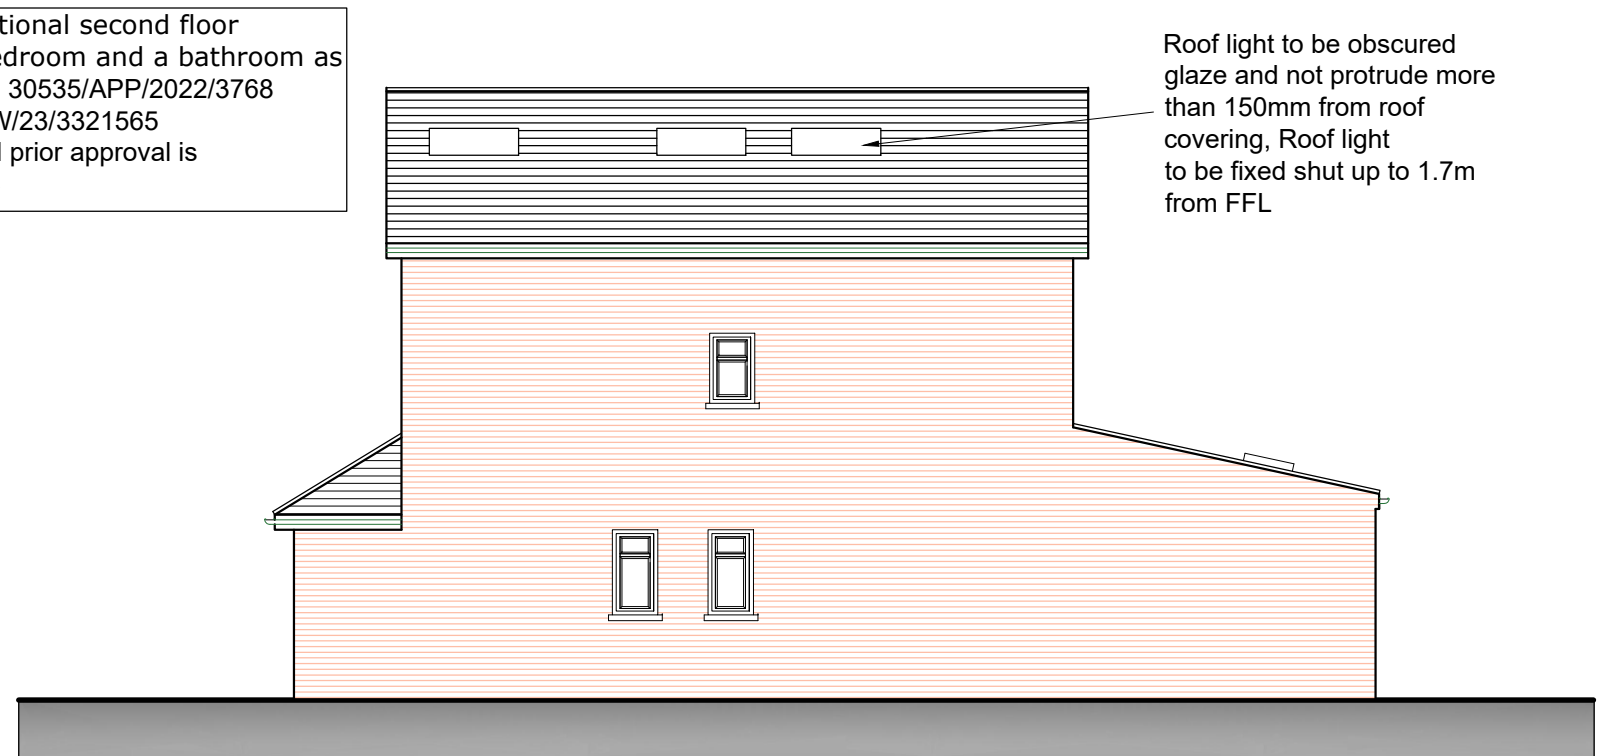 tional second floor
edroom and a bathroom as
30535/APP/2022/3768
W/23/3321565
prior approval is
Roof light to be obscured
glaze and not protrude more
than 150mm from roof
covering, Roof light
to be fixed shut up to 1.7m
from FFL